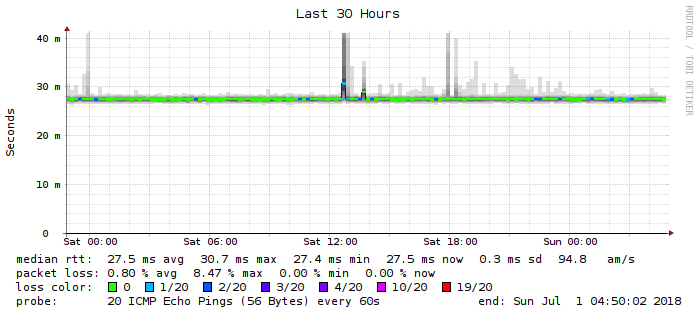 Last 30 Hours
RRDTOOL / TOBI OETIKER
Seconds
40 m
30 m
20 m
10 m
0
Sat 00:00 Sat 06:00 Sat 12:00 Sat 18:00 Sun 00:00
median rtt: 27.5 ms avg 30.7 ms max 27.4 ms min 27.5 ms now 0.3 ms sd 94.8 am/s
packet loss: 0.80 % avg 8.47 % max 0.00 % min 0.00 % now
loss color: 0 1/20 2/20 3/20 4/20 10/20 19/20
probe: 20 ICMP Echo Pings (56 Bytes) every 60s end: Sun Jul 1 04:50:02 2018